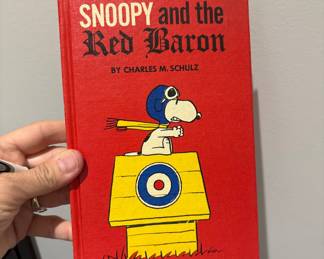 SNOOPY and the
Red Baron
BY CHARLES M. SCHULZ